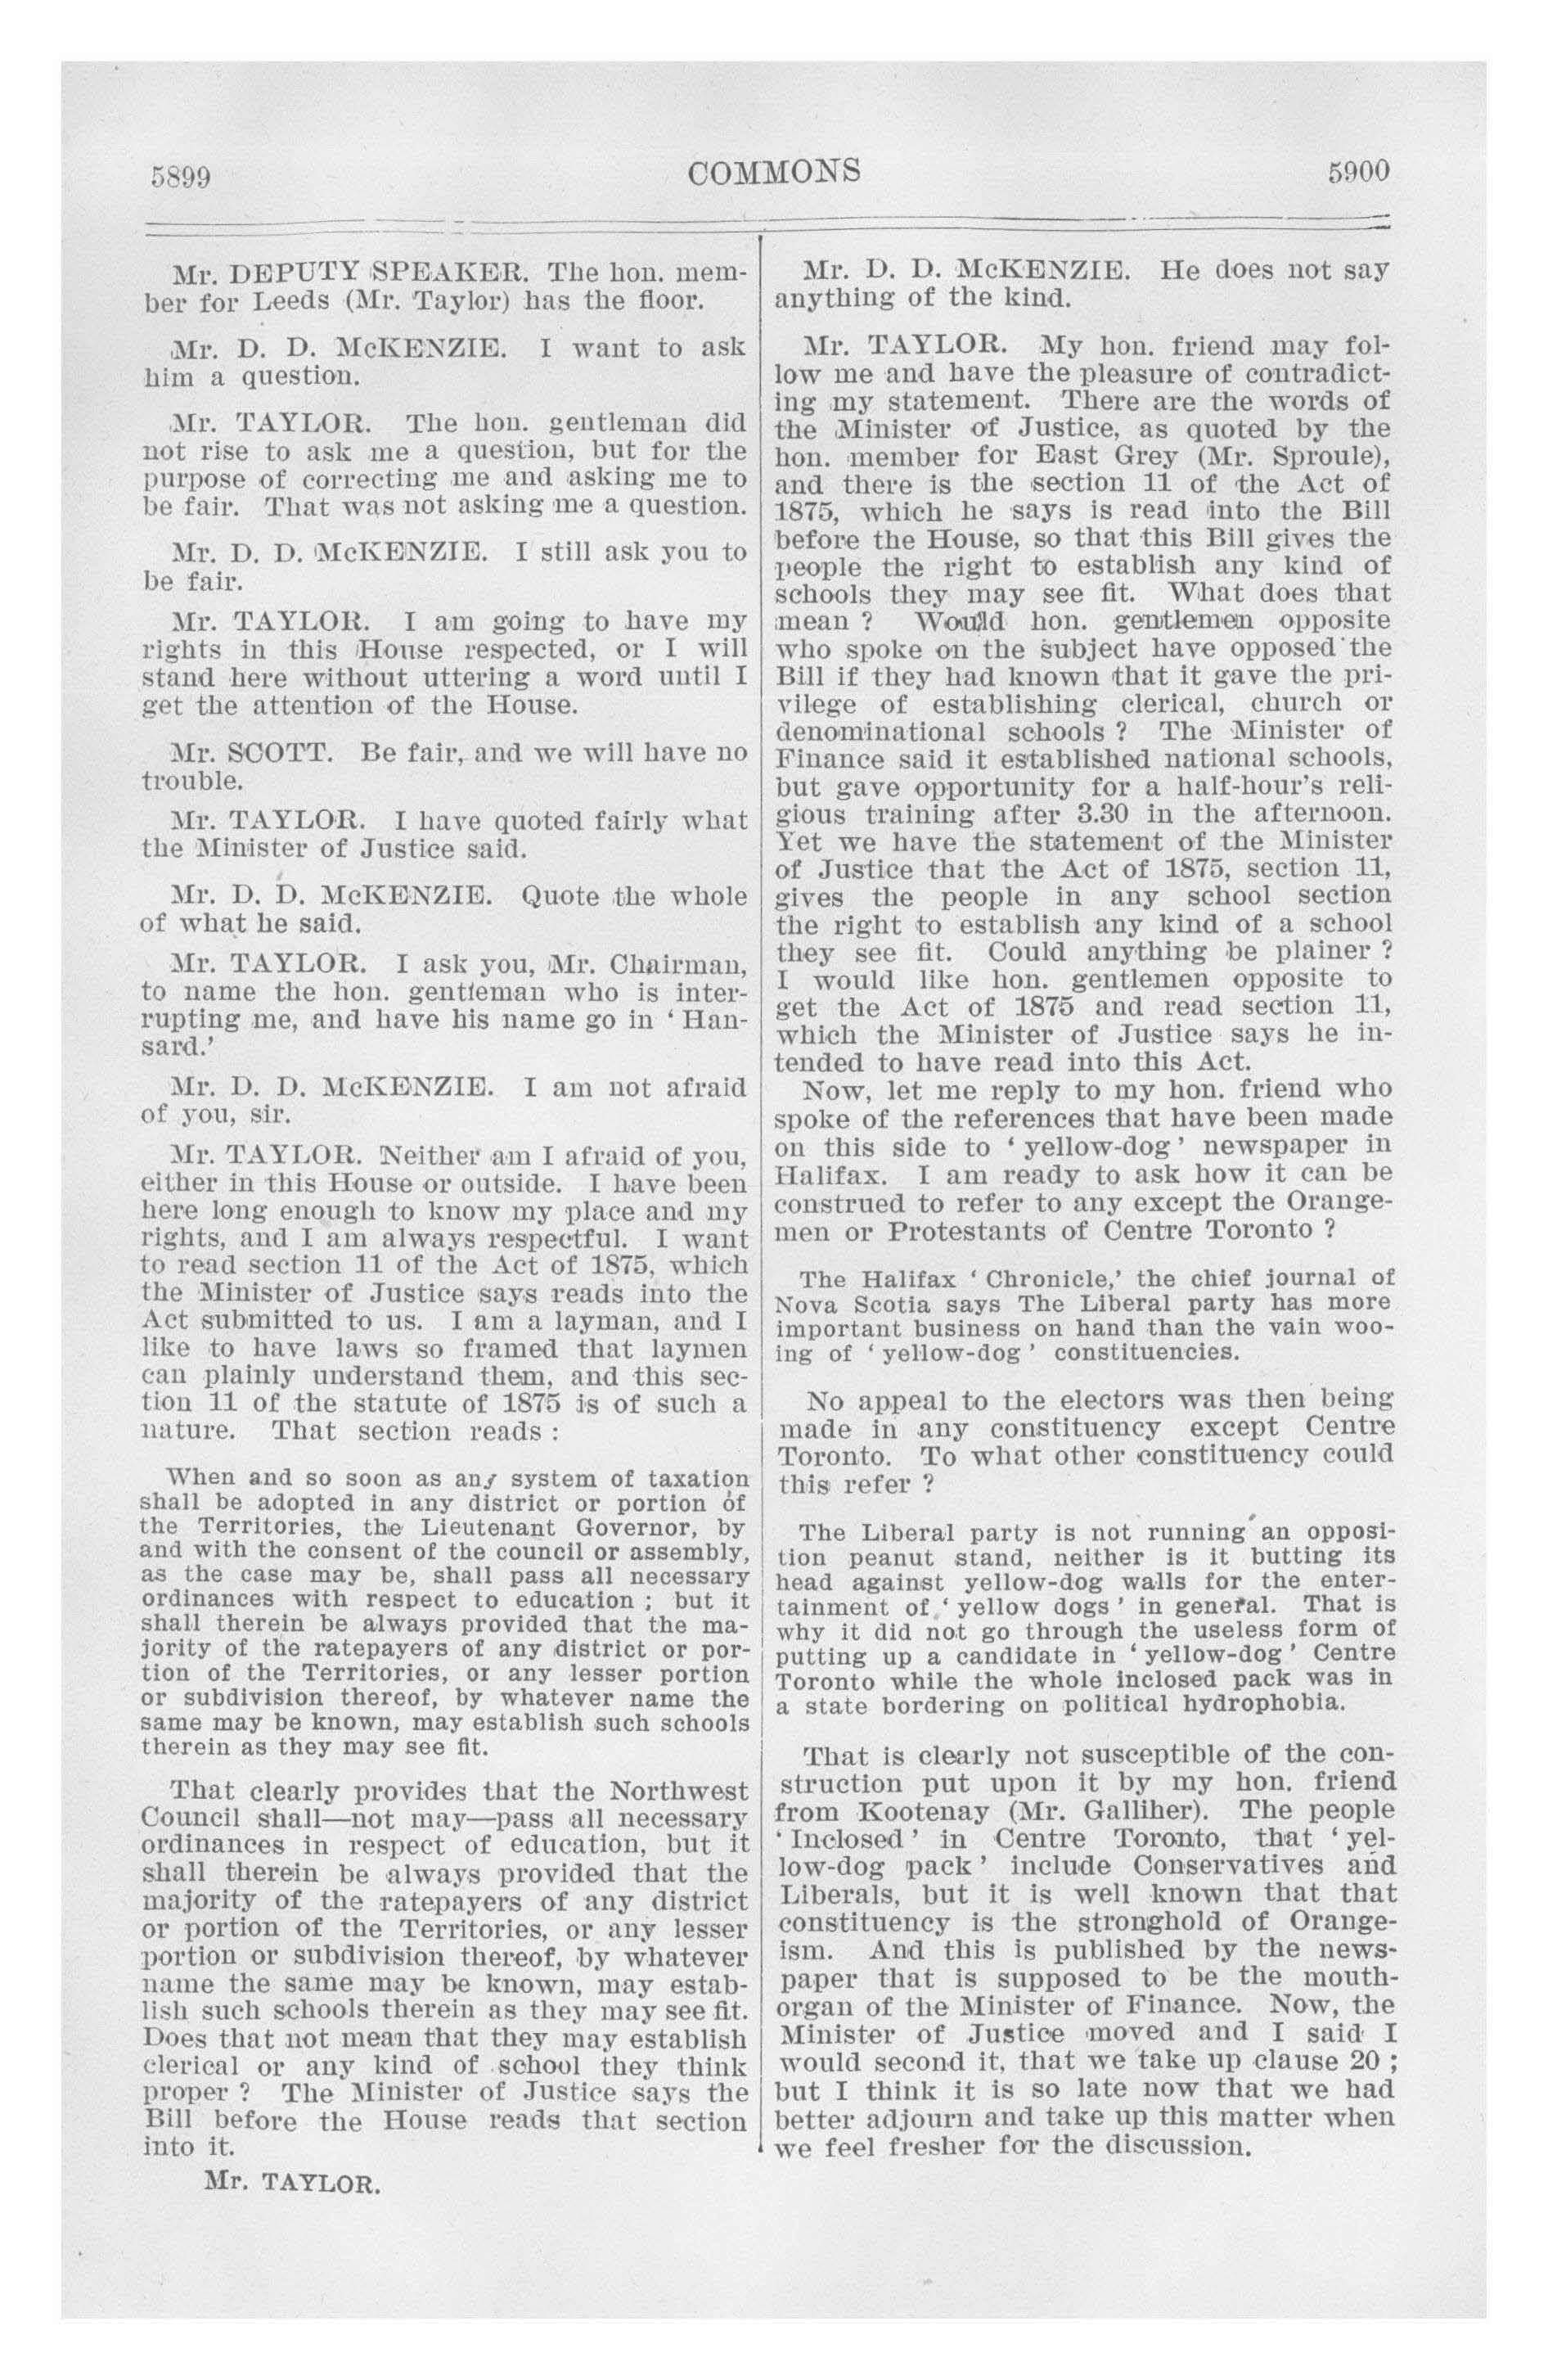 5899
COMMONS
5900
Mr. DEPUTY SPEAKER. The hon. mem-
ber for Leeds (Mr. Taylor) has the floor.
Mr. D. D. McKENZIE. I want to ask
him a question.
Mr. TAYLOR. The hon. gentleman did
not rise to ask me a question, but for the
purpose of correcting me and asking me to
be fair. That was not asking me a question.
Mr. D. D. McKENZIE. I still ask you to
be fair.
Mr. TAYLOR. I am going to have my
rights in this House respected, or I will
stand here without uttering a word until I
get the attention of the House.
Mr. SCOTT. Be fair, and we will have no
trouble.
Mr. TAYLOR. I have quoted fairly what
the Minister of Justice said.
Mr. D. D. McKENZIE. Quote the whole
of what he said.
Mr. TAYLOR. I ask you, Mr. Chairman,
to name the hon. gentleman who is inter-
rupting me, and have his name go in ‘ Han-
sard.’
Mr. D. D. McKENZIE. I am not afraid
of you, sir.
Mr. TAYLOR. Neither am I afraid of you,
either in this House or outside. I have been
here long enough to know my place and my
rights, and I am always respectful. I want
to read section 11 of the Act of 1875, which
the Minister of Justice says reads into the
Act submitted to us. I am a layman, and I
like to have laws so framed that laymen
can plainly understand them, and this sec-
tion 11 of the statute of 1875 is of such a
nature. That section reads :
When and so soon as any system of taxation
shall be adopted in any district or portion of
the Territories, the Lieutenant Governor, by
and with the consent of the council or assembly,
as the case may be, shall pass all necessary
ordinances with respect to education ; but it
shall therein be always provided that the ma-
jority of the ratepayers of any district or por-
tion of the Territories, or any lesser portion
or subdivision thereof, by whatever name the
same may be known, may establish such schools
therein as they may see fit.
That clearly provides that the Northwest
Council shall—not may—pass all necessary
ordinances in respect of education, but it
shall therein be always provided that the
majority of the ratepayers of any district
or portion of the Territories, or any lesser
portion or subdivision thereof, by whatever
name the same may be known, may estab-
lish such schools therein as they may see fit.
Does that not mean that they may establish
clerical or any kind of school they think
proper ? The Minister of Justice says the
Bill before the House reads that section
into it.
Mr. TAYLOR.
Mr. D. D. McKENZIE. He does not say
anything of the kind.
Mr. TAYLOR. My hon. friend may fol-
low me and have the pleasure of contradict-
ing my statement. There are the words of
the Minister of Justice, as quoted by the
hon. member for East Grey (Mr. Sproule),
and there is the section 11 of the Act of
1875, which he says is read into the Bill
before the House, so that this Bill gives the
people the right to establish any kind of
schools they may see fit. What does that
mean ? Would hon. gentlemen opposite
who spoke on the subject have opposed the
Bill if they had known that it gave the pri-
vilege of establishing clerical, church or
denominational schools ? The Minister of
Finance said it established national schools,
but gave opportunity for a half-hour's reli-
gious training after 3.30 in the afternoon.
Yet we have the statement of the Minister
of Justice that the Act of 1875, section 11,
gives the people in any school section
the right to establish any kind of a school
they see fit. Could anything be plainer ?
I would like hon. gentlemen opposite to
get the Act of 1875 and read section 11,
which the Minister of Justice says he in-
tended to have read into this Act.
Now, let me reply to my hon. friend who
spoke of the references that have been made
on this side to ‘ yellow-dog ’ newspaper in
Halifax. I am ready to ask how it can be
construed to refer to any except the Orange-
men or Protestants of Centre Toronto ?
The Halifax ‘ Chronicle,’ the chief journal of
Nova Scotia says The Liberal party has more
important business on hand than the vain woo-
ing of ‘ yellow-dog ’ constituencies.
No appeal to the electors was then being
made in any constituency except Centre
Toronto. To what other constituency could
this refer ?
The Liberal party is not running an opposi-
tion peanut stand, neither is it butting its
head against yellow-dog walls for the enter-
tainment of ‘ yellow dogs ’ in general. That is
why it did not go through the useless form of
putting up a candidate in ‘ yellow-dog ’ Centre
Toronto while the whole inclosed pack was in
a state bordering on political hydrophobia.
That is clearly not susceptible of the con-
struction put upon it by my hon. friend
from Kootenay (Mr. Galliher). The people
‘ Inclosed ’ in Centre Toronto, that ‘ yel-
low-dog pack ’ include Conservatives and
Liberals, but it is well known that that
constituency is the stronghold of Orange-
ism. And this is published by the news-
paper that is supposed to be the mouth-
organ of the Minister of Finance. Now, the
Minister of Justice moved and I said I
would second it, that we take up clause 20 ;
but I think it is so late now that we had
better adjourn and take up this matter when
we feel fresher for the discussion.